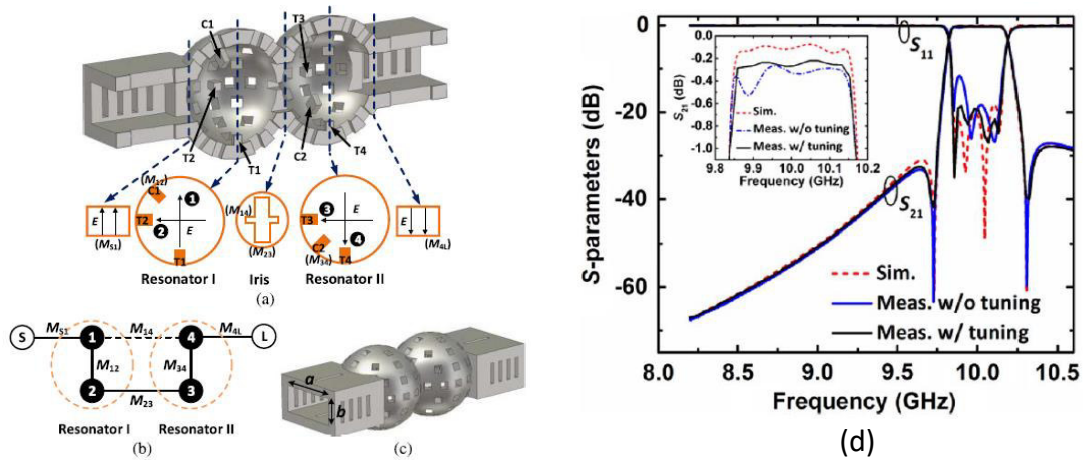 C1
T3
T2
T1
C2
T4
(M12)
C1
1
E
T2
2
E
(MS1)
T1
Resonator I
(M14)
(M23)
Iris
3
E
T3
C2
4
(M34)
T4
Resonator II
(M4L)
(a)
S
MS1
1
M14
4
M4L
L
M12
M34
2
M23
3
Resonator I
Resonator II
(b)
a
b
(c)
S-parameters (dB)
0
-20
-40
-60
8.0
8.5
9.0
9.5
10.0
10.5
Frequency (GHz)
S11
S21
Sim.
Meas. w/o tuning
Meas. w/ tuning
S21 (dB)
0.0
-0.2
-0.4
-0.6
-0.8
-1.0
9.9
10.0
10.1
10.2
Frequency (GHz)
Sim.
Meas. w/o tuning
Meas. w/ tuning
(d)